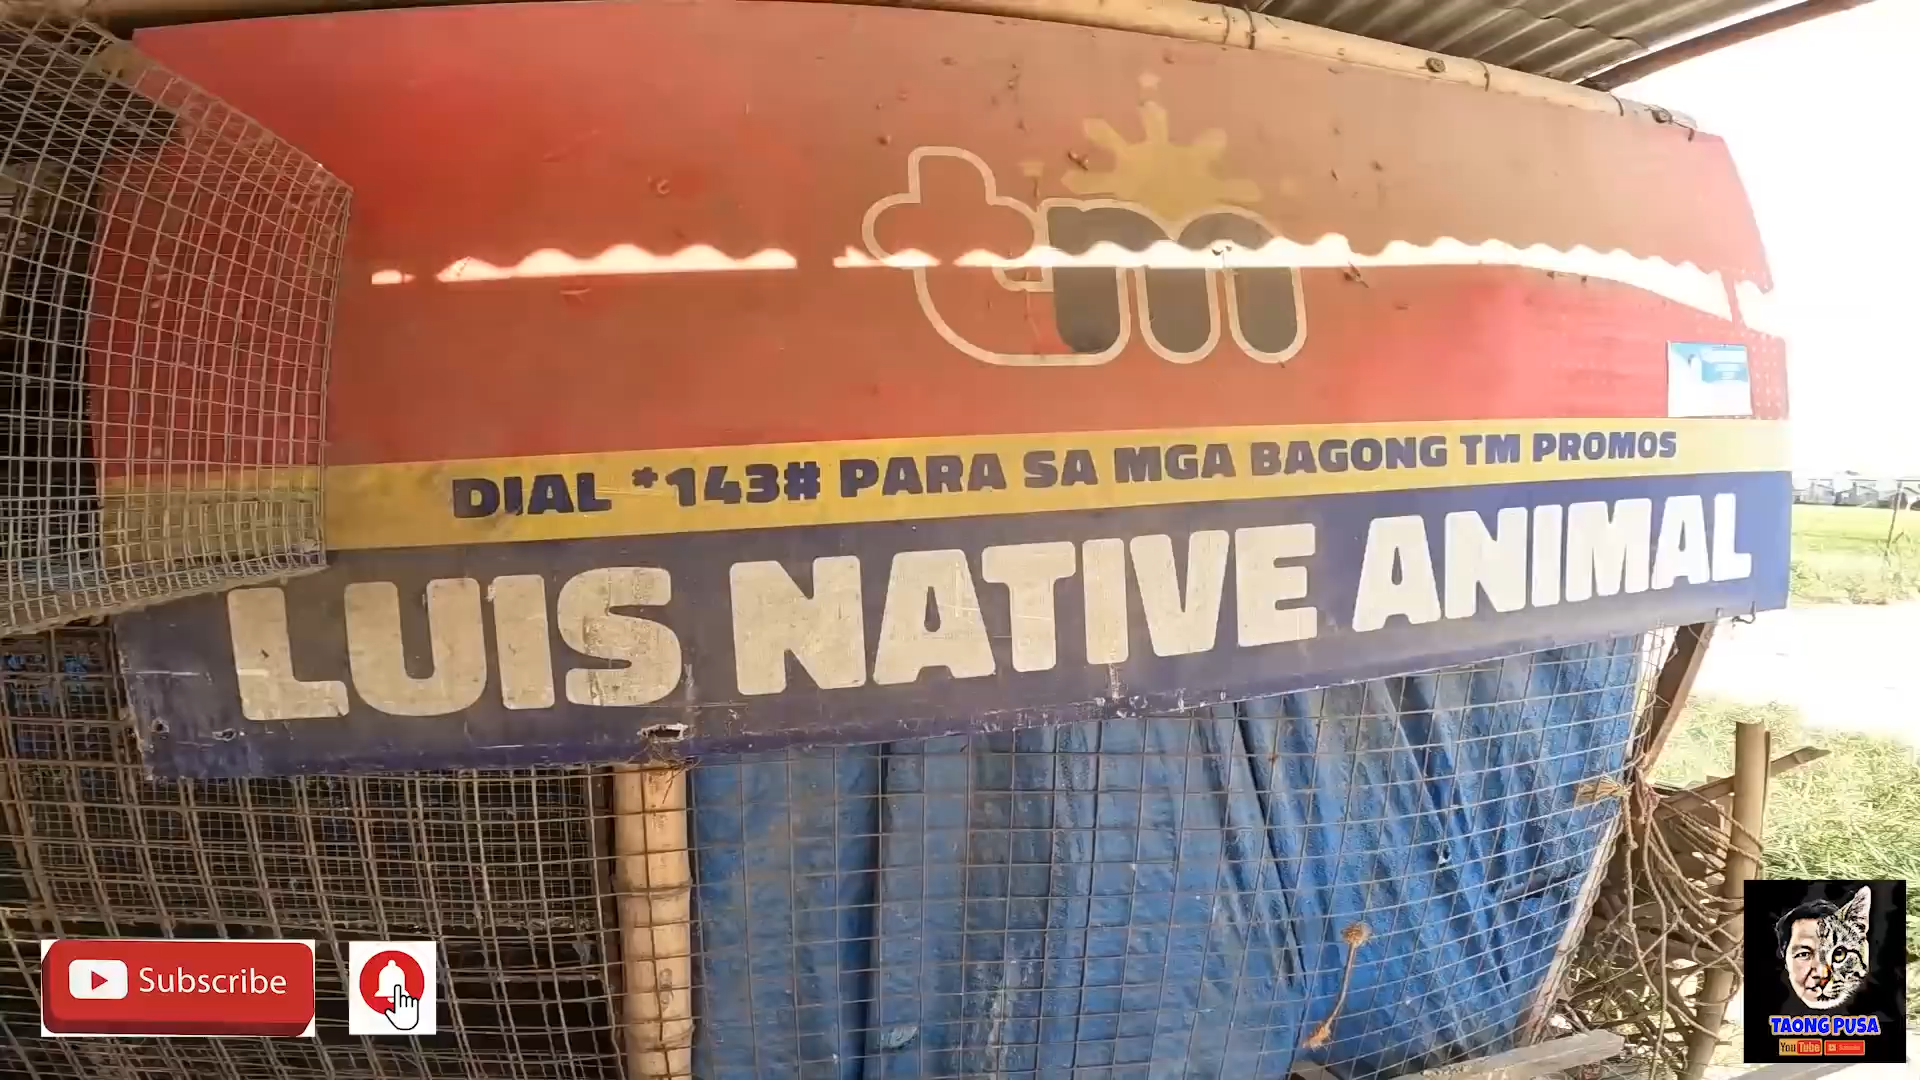 tm
DIAL *143# PARA SA MGA BAGONG TM PROMOS
LUIS NATIVE ANIMAL
Subscribe
TAONG PUSA
YouTube